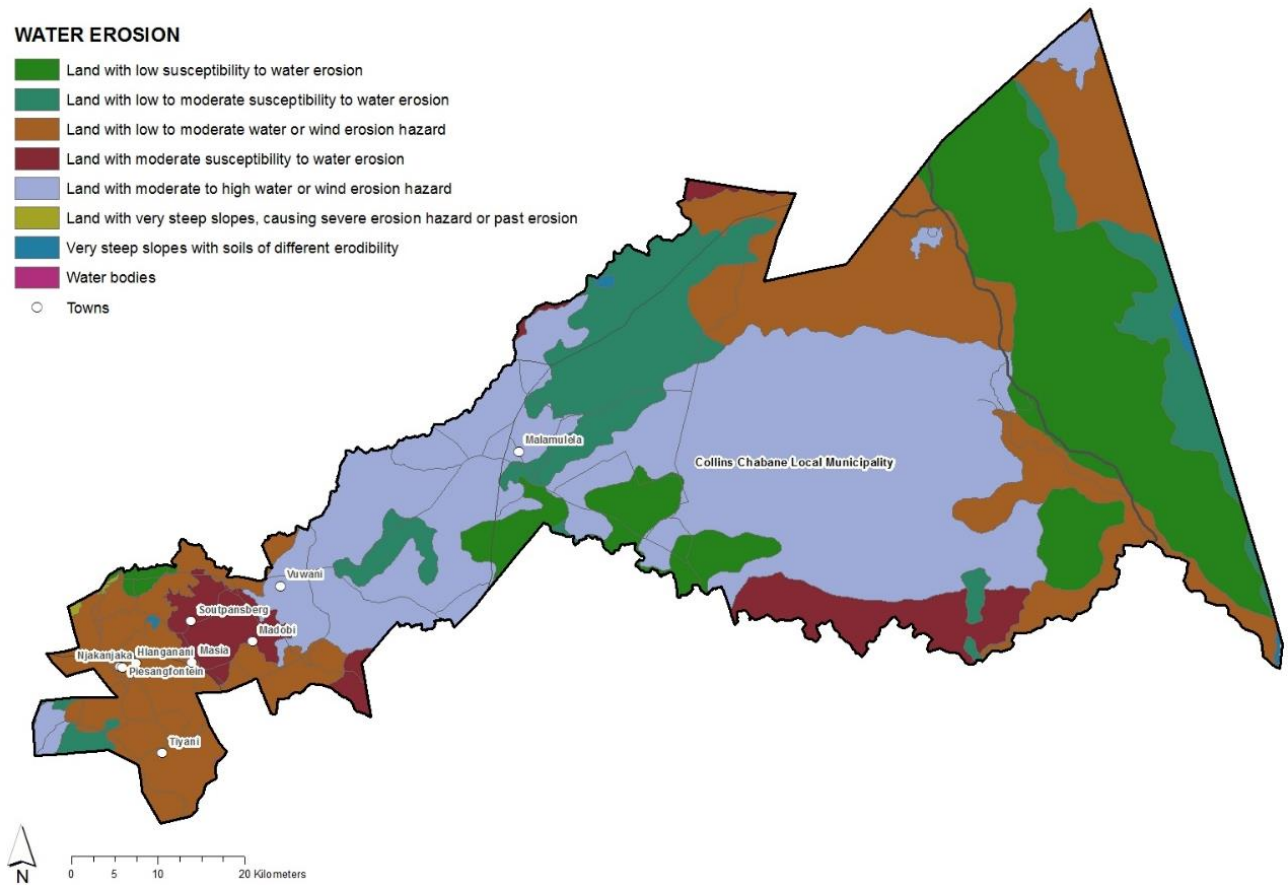 WATER EROSION
Land with low susceptibility to water erosion
Land with low to moderate susceptibility to water erosion
Land with low to moderate water or wind erosion hazard
Land with moderate susceptibility to water erosion
Land with moderate to high water or wind erosion hazard
Land with very steep slopes, causing severe erosion hazard or past erosion
Very steep slopes with soils of different erodibility
Water bodies
Towns
Malamulela
Collins Chabane Local Municipality
Vuwani
Soutpansberg
Madobi
Njakanjaka
Hlanganani
Masia
Piesangfontein
Tiyani
N
0 5 10 20 Kilometers